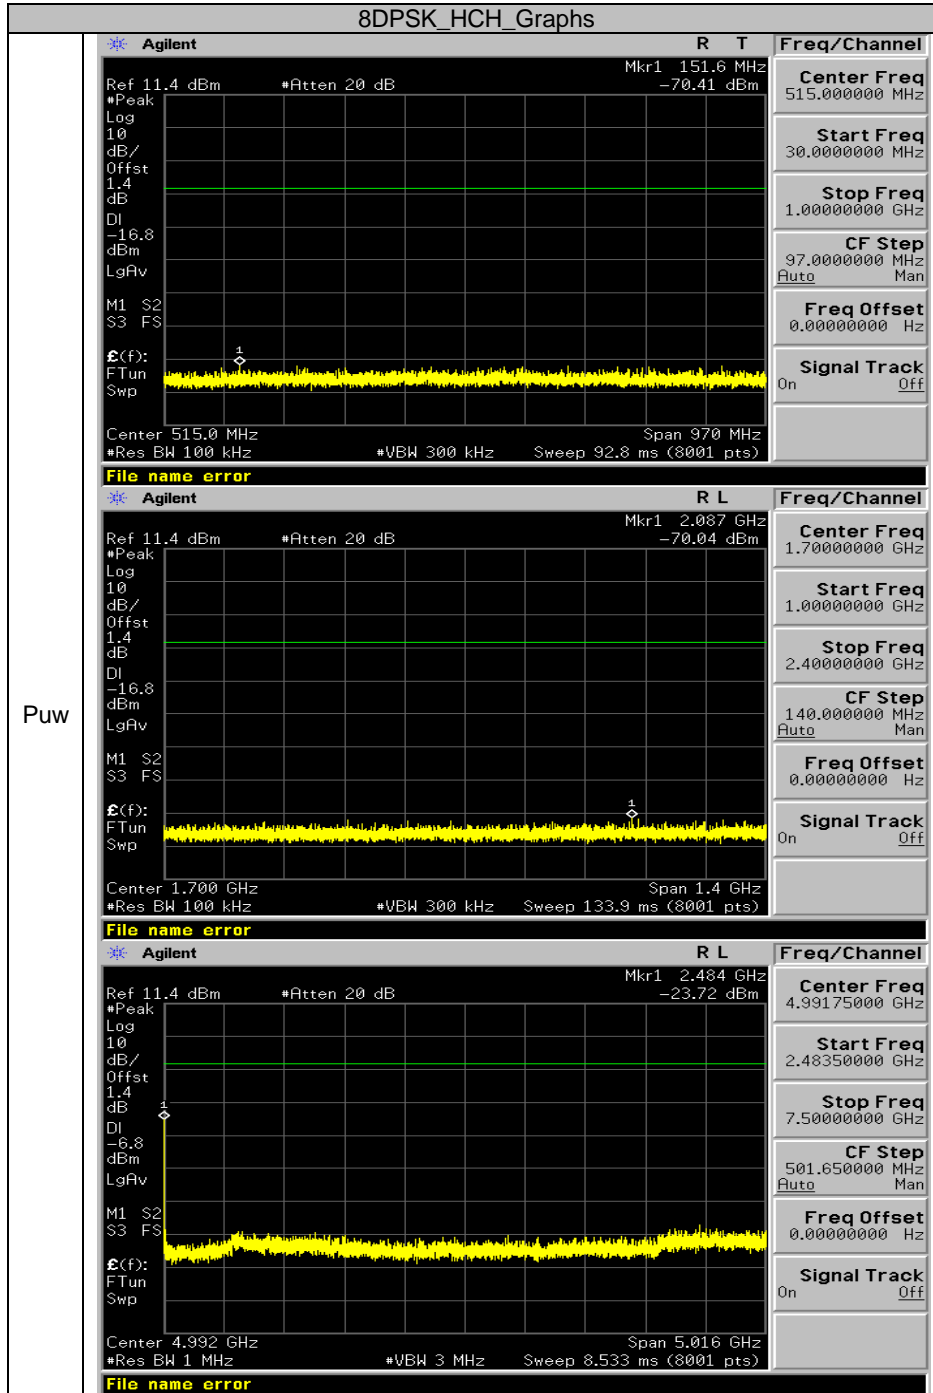 8DPSK_HCH_Graphs
Puw
Agilent R T Freq/Channel
Mkr1 151.6 MHz
Ref 11.4 dBm #Atten 20 dB -70.41 dBm
#Peak
Log
10
dB/
Offst
1.4
dB
DI
-16.8
dBm
LgAv
M1 S2
S3 FS
£(f):
FTun
Swp
1
Center 515.0 MHz Span 970 MHz
#Res BW 100 kHz #VBW 300 kHz Sweep 92.8 ms (8001 pts)
Center Freq
515.000000 MHz
Start Freq
30.0000000 MHz
Stop Freq
1.00000000 GHz
CF Step
97.0000000 MHz
Auto Man
Freq Offset
0.00000000 Hz
Signal Track
On Off
File name error
Agilent R L Freq/Channel
Mkr1 2.087 GHz
Ref 11.4 dBm #Atten 20 dB -70.04 dBm
#Peak
Log
10
dB/
Offst
1.4
dB
DI
-16.8
dBm
LgAv
M1 S2
S3 FS
£(f):
FTun
Swp
1
Center 1.700 GHz Span 1.4 GHz
#Res BW 100 kHz #VBW 300 kHz Sweep 133.9 ms (8001 pts)
Center Freq
1.70000000 GHz
Start Freq
1.00000000 GHz
Stop Freq
2.40000000 GHz
CF Step
140.000000 MHz
Auto Man
Freq Offset
0.00000000 Hz
Signal Track
On Off
File name error
Agilent R L Freq/Channel
Mkr1 2.484 GHz
Ref 11.4 dBm #Atten 20 dB -23.72 dBm
#Peak
Log
10
dB/
Offst
1.4
dB
DI
-6.8
dBm
LgAv
M1 S2
S3 FS
£(f):
FTun
Swp
1
Center 4.992 GHz Span 5.016 GHz
#Res BW 1 MHz #VBW 3 MHz Sweep 8.533 ms (8001 pts)
Center Freq
4.99175000 GHz
Start Freq
2.48350000 GHz
Stop Freq
7.50000000 GHz
CF Step
501.650000 MHz
Auto Man
Freq Offset
0.00000000 Hz
Signal Track
On Off
File name error